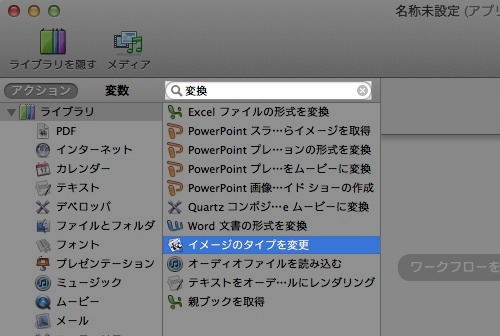 名称未設定 (アプリ
ライブラリを隠す
メディア
アクション
変数
変換
ライブラリ
PDF
インターネット
カレンダー
テキスト
デベロッパ
ファイルとフォルダ
フォント
プレゼンテーション
ミュージック
ムービー
メール
Excel ファイルの形式を変換
PowerPoint スラ…らイメージを取得
PowerPoint プレ…ョンの形式を変換
PowerPoint プレ…をムービーに変換
PowerPoint 画像…イド ショーの作成
Quartz コンポジ…e ムービーに変換
Word 文書の形式を変換
イメージのタイプを変更
オーディオファイルを読み込む
テキストをオーデ…ルにレンダリング
親ブックを取得
ワークフローを